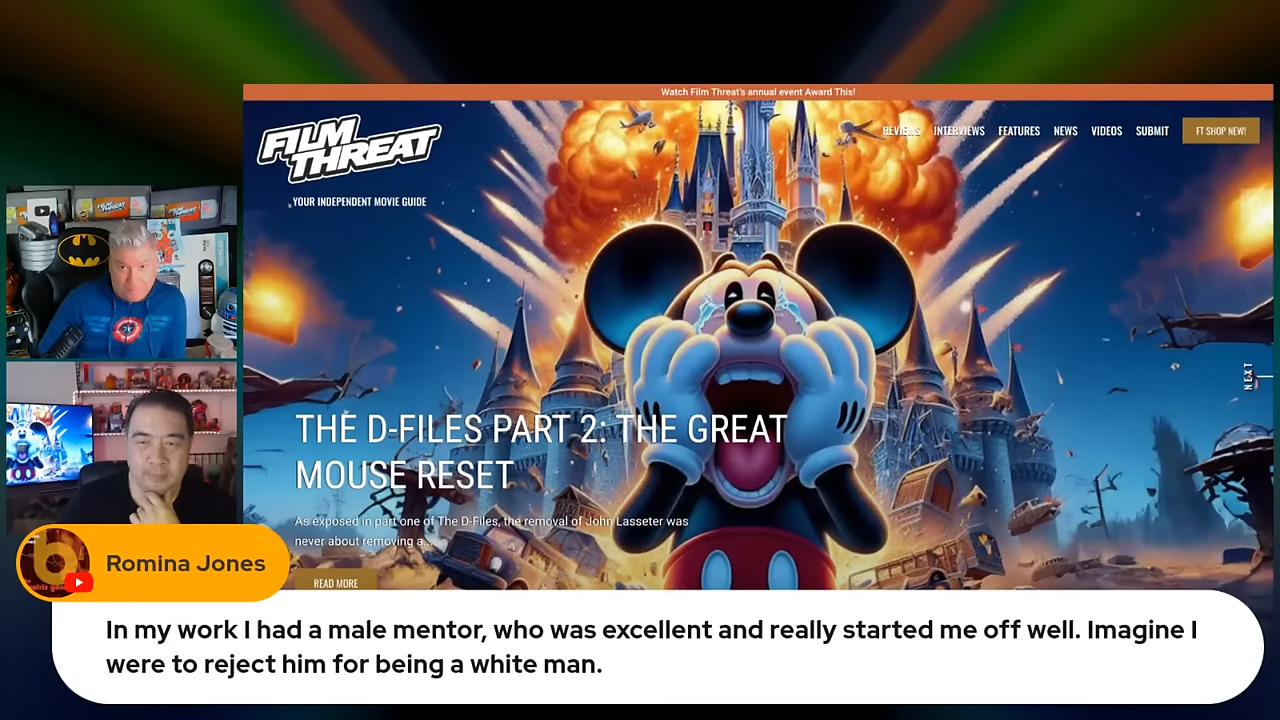 Watch Film Threat's annual event Award This!
FILM
THREAT
REVIEWS INTERVIEWS FEATURES NEWS VIDEOS SUBMIT FT SHOP NEW!
YOUR INDEPENDENT MOVIE GUIDE
NEXT
THE D-FILES PART 2: THE GREAT
MOUSE RESET
As exposed in part one of The D-Files, the removal of John Lasseter was
never about removing a...
READ MORE
Romina Jones
In my work I had a male mentor, who was excellent and really started me off well. Imagine I
were to reject him for being a white man.